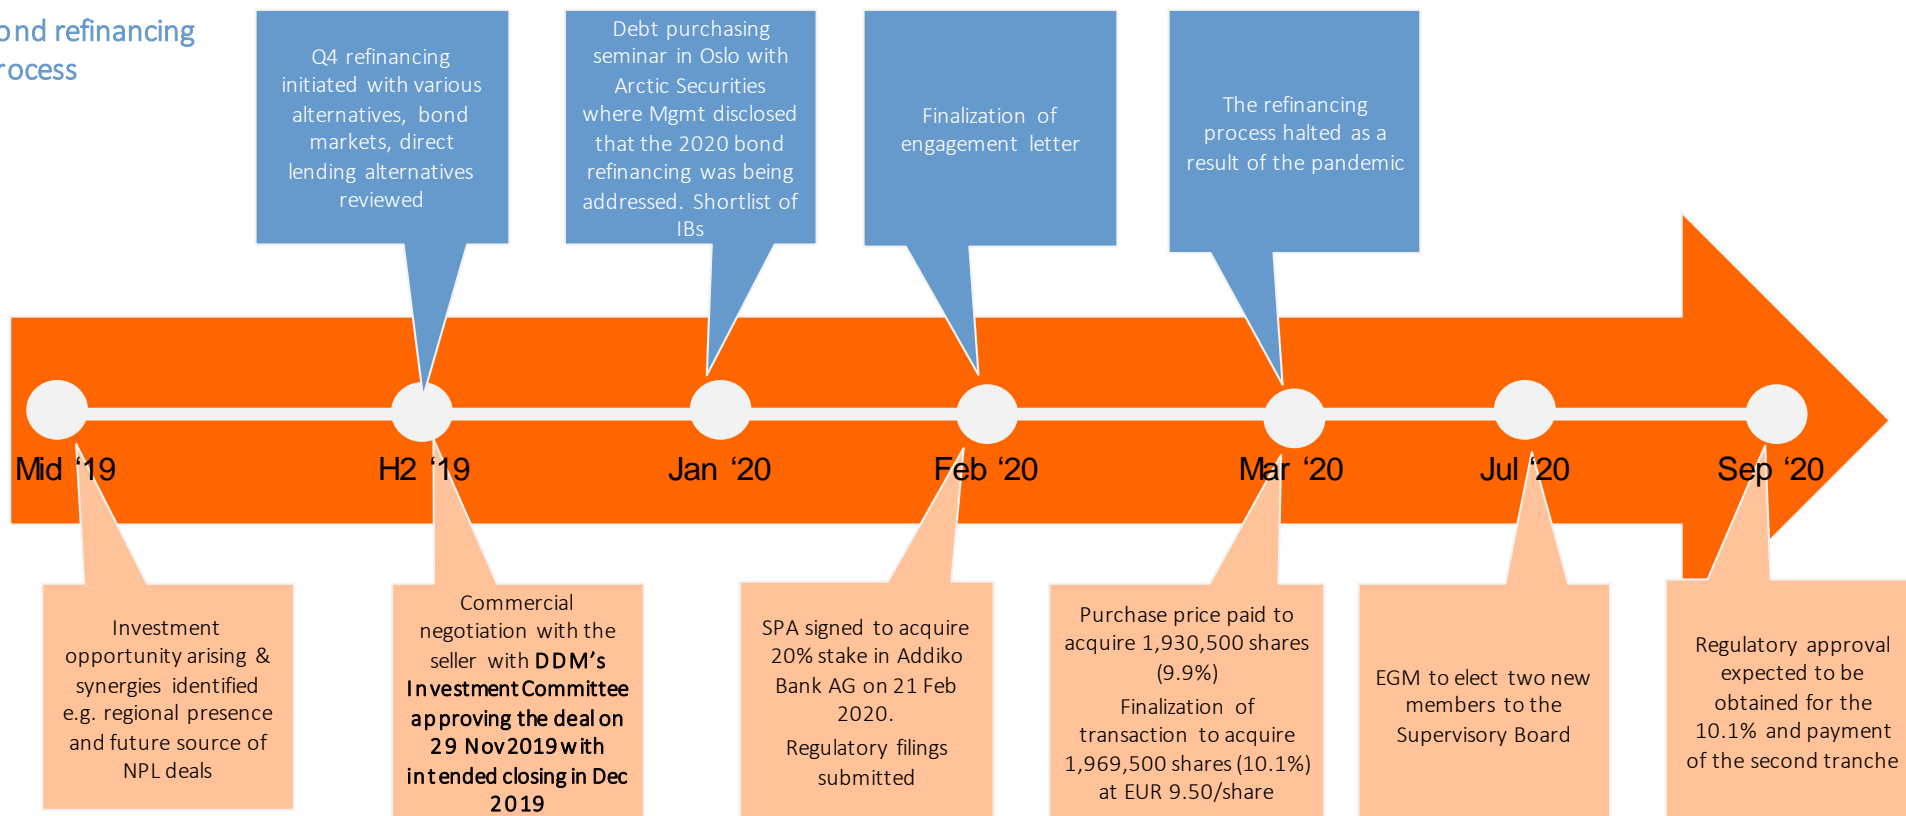 ond refinancing
rocess
Q4 refinancing
initiated with various
alternatives, bond
markets, direct
lending alternatives
reviewed
Debt purchasing
seminar in Oslo with
Arctic Securities
where Mgmt disclosed
that the 2020 bond
refinancing was being
addressed. Shortlist of
IBs
Finalization of
engagement letter
The refinancing
process halted as a
result of the pandemic
Mid ‘19
H2 ‘19
Jan ‘20
Feb ‘20
Mar ‘20
Jul ‘20
Sep ‘20
Investment
opportunity arising &
synergies identified
e.g. regional presence
and future source of
NPL deals
Commercial
negotiation with the
seller with DDM’s
Investment Committee
approving the deal on
29 Nov 2019 with
intended closing in Dec
2019
SPA signed to acquire
20% stake in Addiko
Bank AG on 21 Feb
2020.
Regulatory filings
submitted
Purchase price paid to
acquire 1,930,500 shares
(9.9%)
Finalization of
transaction to acquire
1,969,500 shares (10.1%)
at EUR 9.50/share
EGM to elect two new
members to the
Supervisory Board
Regulatory approval
expected to be
obtained for the
10.1% and payment
of the second tranche